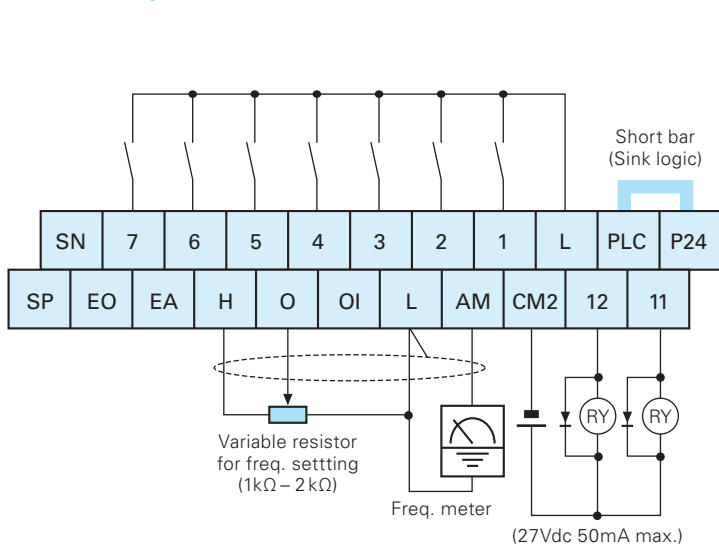 Short bar
(Sink logic)
SN 7 6 5 4 3 2 1 L PLC P24
SP EO EA H O OI L AM CM2 12 11
RY RY
Variable resistor
for freq. settting
(1kΩ – 2kΩ)
Freq. meter
(27Vdc 50mA max.)